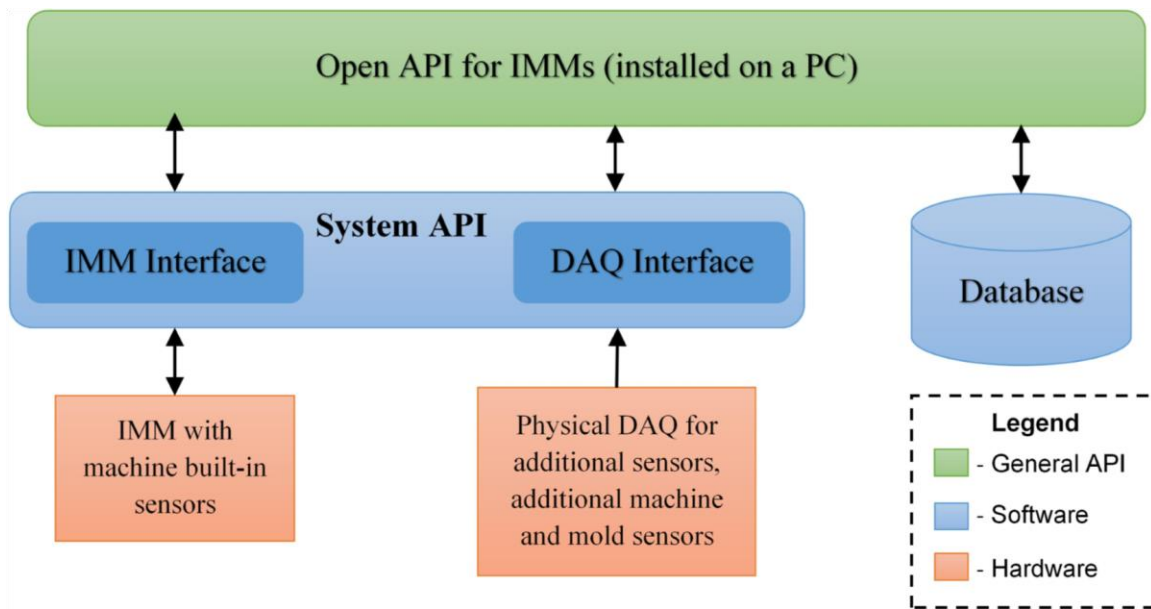 Open API for IMMs (installed on a PC)
System API
IMM Interface
DAQ Interface
Database
IMM with
machine built-in
sensors
Physical DAQ for
additional sensors,
additional machine
and mold sensors
Legend
- General API
- Software
- Hardware